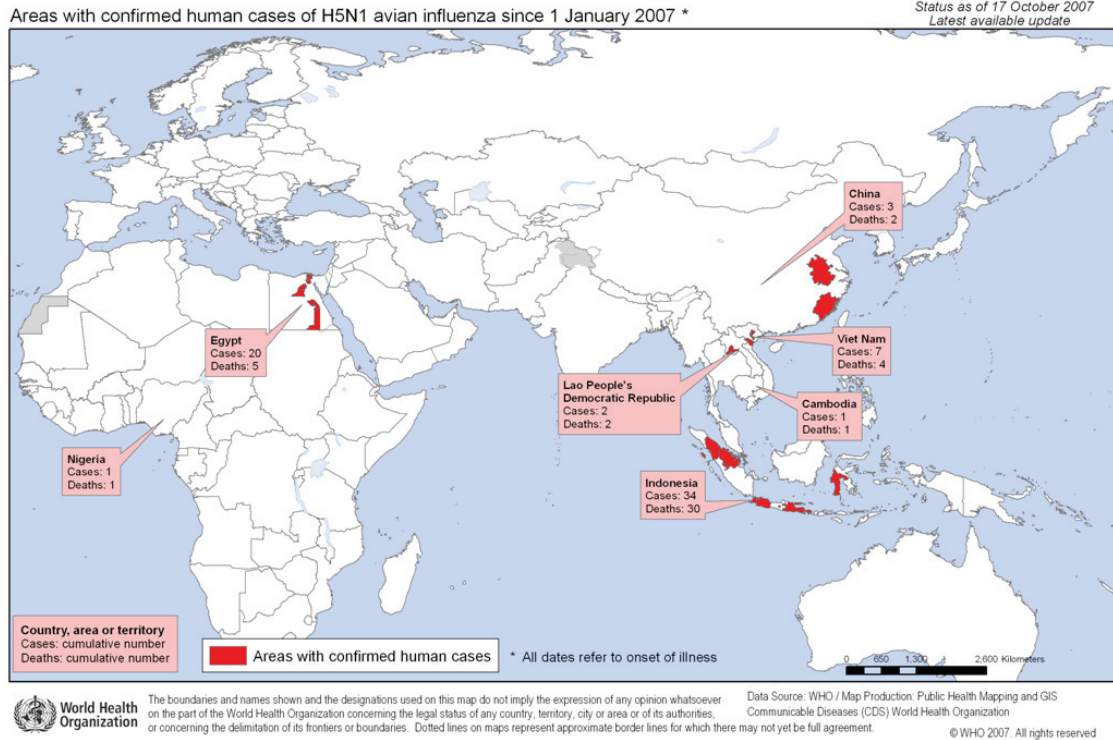 Areas with confirmed human cases of H5N1 avian influenza since 1 January 2007 *
Status as of 17 October 2007
Latest available update
China
Cases: 3
Deaths: 2
Egypt
Cases: 20
Deaths: 5
Viet Nam
Cases: 7
Deaths: 4
Lao People's
Democratic Republic
Cases: 2
Deaths: 2
Cambodia
Cases: 1
Deaths: 1
Nigeria
Cases: 1
Deaths: 1
Indonesia
Cases: 34
Deaths: 30
Country, area or territory
Cases: cumulative number
Deaths: cumulative number
Areas with confirmed human cases
* All dates refer to onset of illness
0 650 1,300 2,600 Kilometers
World Health
Organization
The boundaries and names shown and the designations used on this map do not imply the expression of any opinion whatsoever
on the part of the World Health Organization concerning the legal status of any country, territory, city or area or of its authorities,
or concerning the delimitation of its frontiers or boundaries. Dotted lines on maps represent approximate border lines for which there may not yet be full agreement.
Data Source: WHO / Map Production: Public Health Mapping and GIS
Communicable Diseases (CDS) World Health Organization
© WHO 2007. All rights reserved